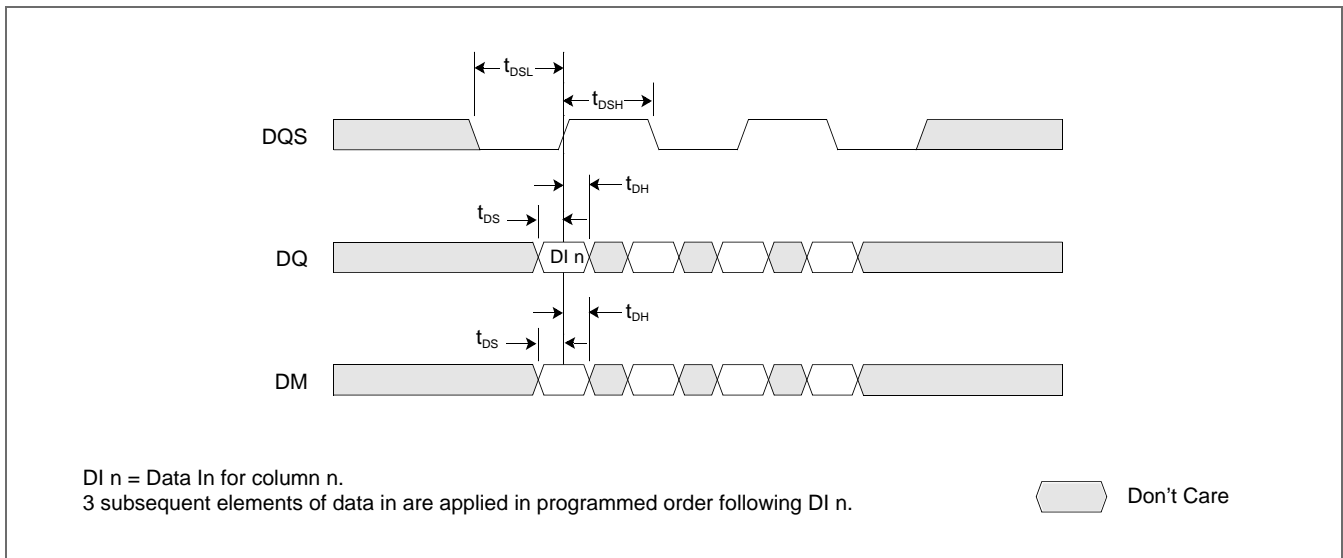 tDSL
tDSH
DQS
tDH
tDS
DQ
DI n
tDH
tDS
DM
DI n = Data In for column n.
3 subsequent elements of data in are applied in programmed order following DI n.
Don't Care